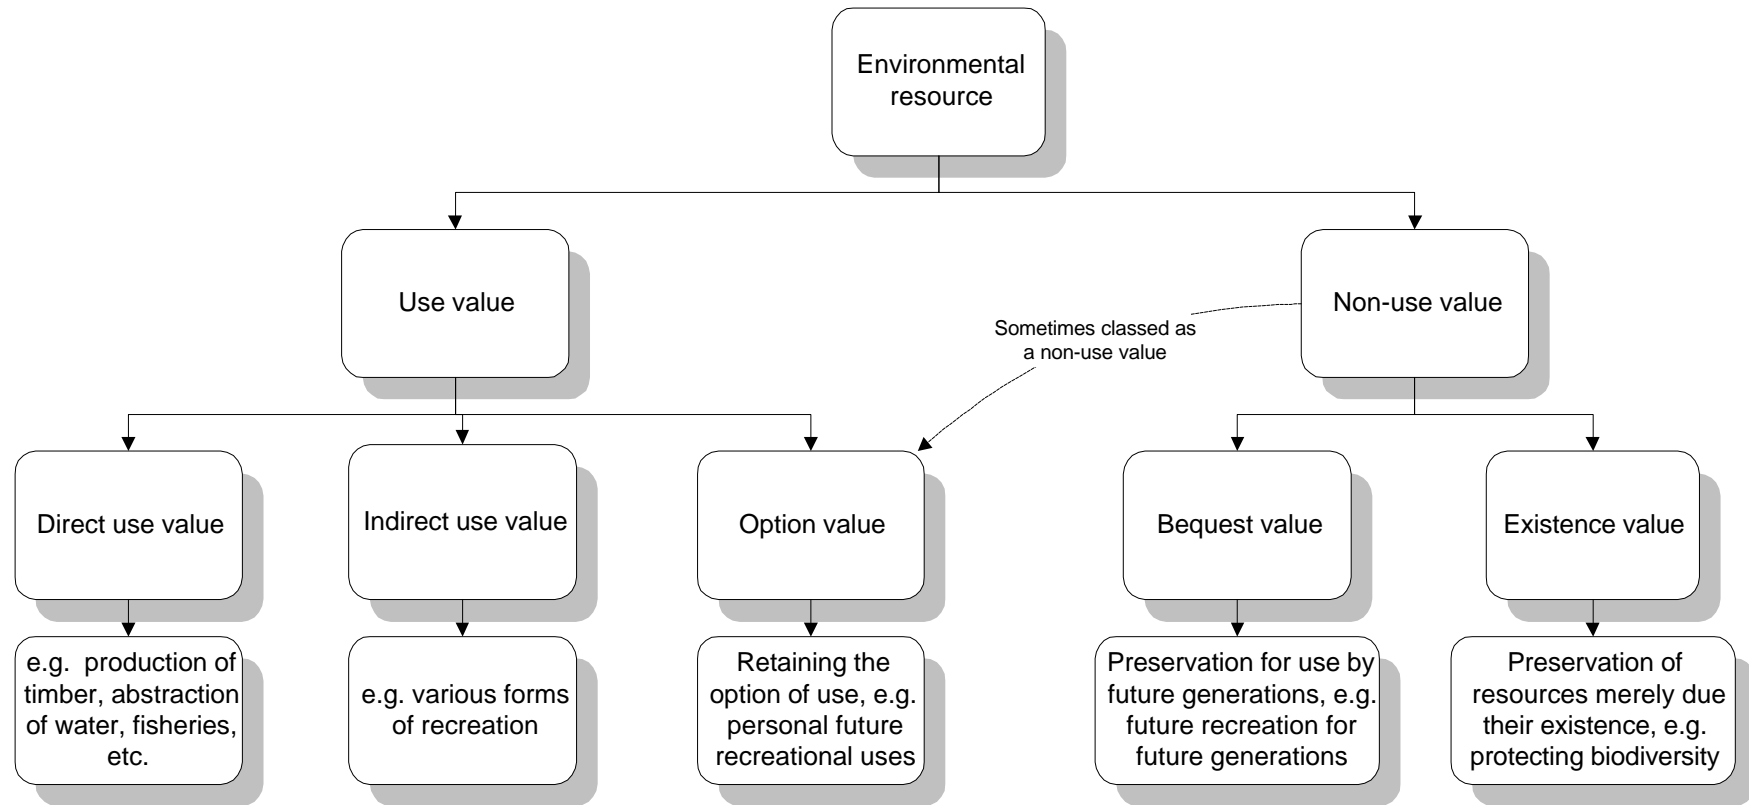 Environmental
resource
Use value
Non-use value
Sometimes classed as
a non-use value
Direct use value
Indirect use value
Option value
Bequest value
Existence value
e.g.  production of
timber, abstraction
of water, fisheries,
etc.
e.g. various forms
of recreation
Retaining the
option of use, e.g.
personal future
recreational uses
Preservation for use by
future generations, e.g.
future recreation for
future generations
Preservation of
resources merely due
their existence, e.g.
protecting biodiversity